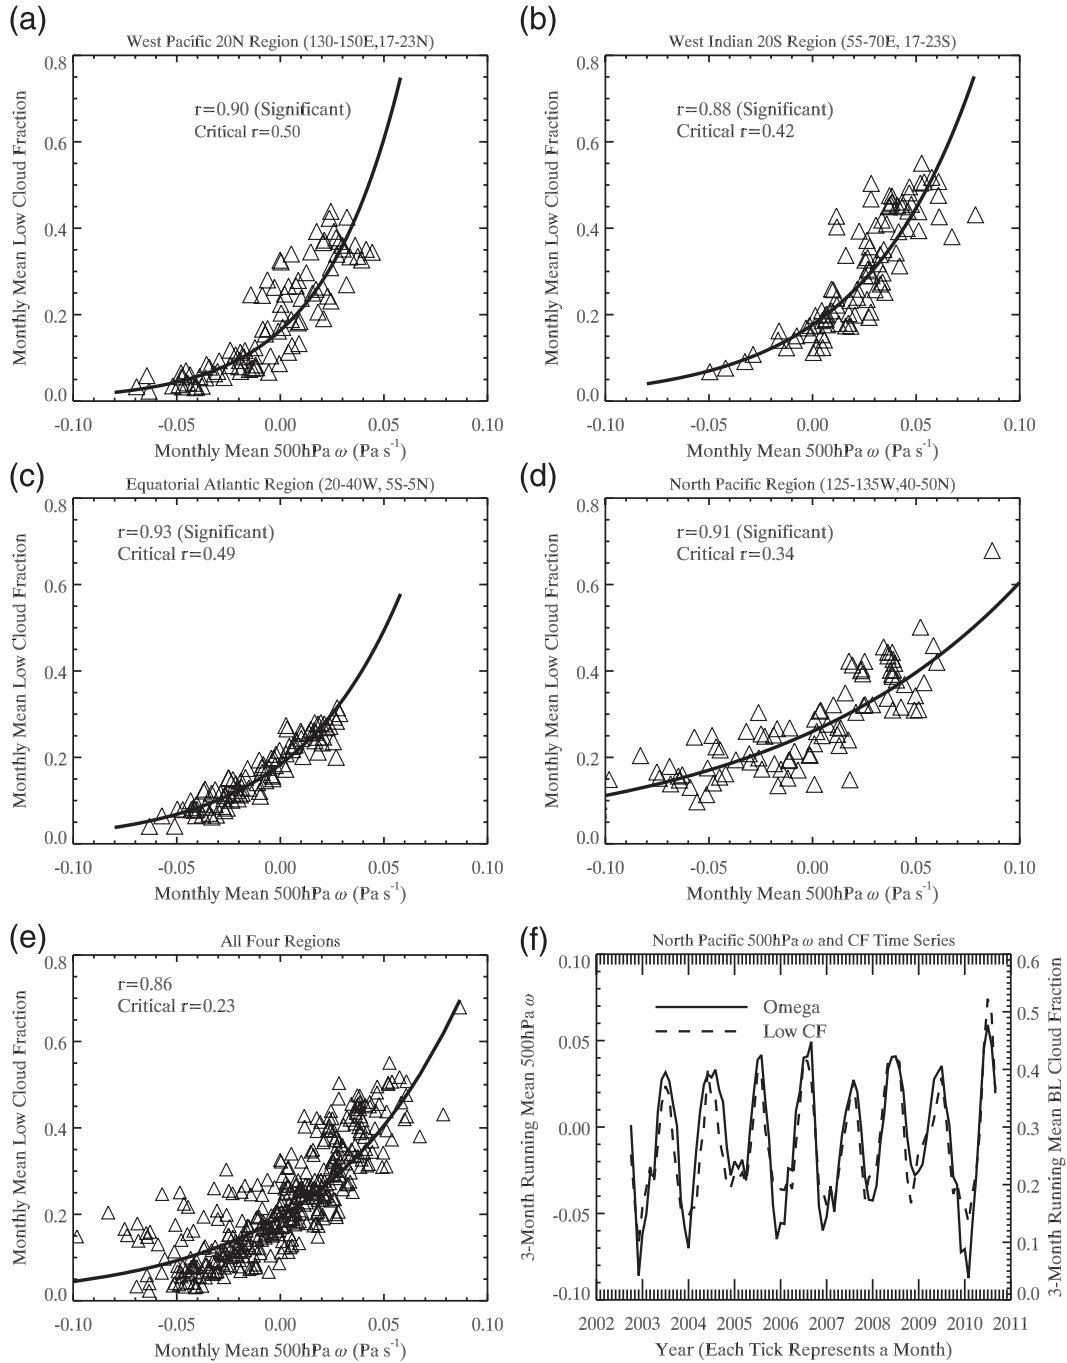 (a)
West Pacific 20N Region (130-150E,17-23N)
r=0.90 (Significant)
Critical r=0.50
Monthly Mean Low Cloud Fraction
0.8
0.6
0.4
0.2
0.0
-0.10 -0.05 0.00 0.05 0.10
Monthly Mean 500hPa ω (Pa s⁻¹)
(b)
West Indian 20S Region (55-70E, 17-23S)
r=0.88 (Significant)
Critical r=0.42
Monthly Mean Low Cloud Fraction
0.8
0.6
0.4
0.2
0.0
-0.10 -0.05 0.00 0.05 0.10
Monthly Mean 500hPa ω (Pa s⁻¹)
(c)
Equatorial Atlantic Region (20-40W, 5S-5N)
r=0.93 (Significant)
Critical r=0.49
Monthly Mean Low Cloud Fraction
0.8
0.6
0.4
0.2
0.0
-0.10 -0.05 0.00 0.05 0.10
Monthly Mean 500hPa ω (Pa s⁻¹)
(d)
North Pacific Region (125-135W,40-50N)
r=0.91 (Significant)
Critical r=0.34
Monthly Mean Low Cloud Fraction
0.8
0.6
0.4
0.2
0.0
-0.10 -0.05 0.00 0.05 0.10
Monthly Mean 500hPa ω (Pa s⁻¹)
(e)
All Four Regions
r=0.86
Critical r=0.23
Monthly Mean Low Cloud Fraction
0.8
0.6
0.4
0.2
0.0
-0.10 -0.05 0.00 0.05 0.10
Monthly Mean 500hPa ω (Pa s⁻¹)
(f)
North Pacific 500hPa ω and CF Time Series
Omega
Low CF
3-Month Running Mean 500hPa ω
0.10
0.05
0.00
-0.05
-0.10
3-Month Running Mean BL Cloud Fraction
0.6
0.5
0.4
0.3
0.2
0.1
0.0
2002 2003 2004 2005 2006 2007 2008 2009 2010 2011
Year (Each Tick Represents a Month)